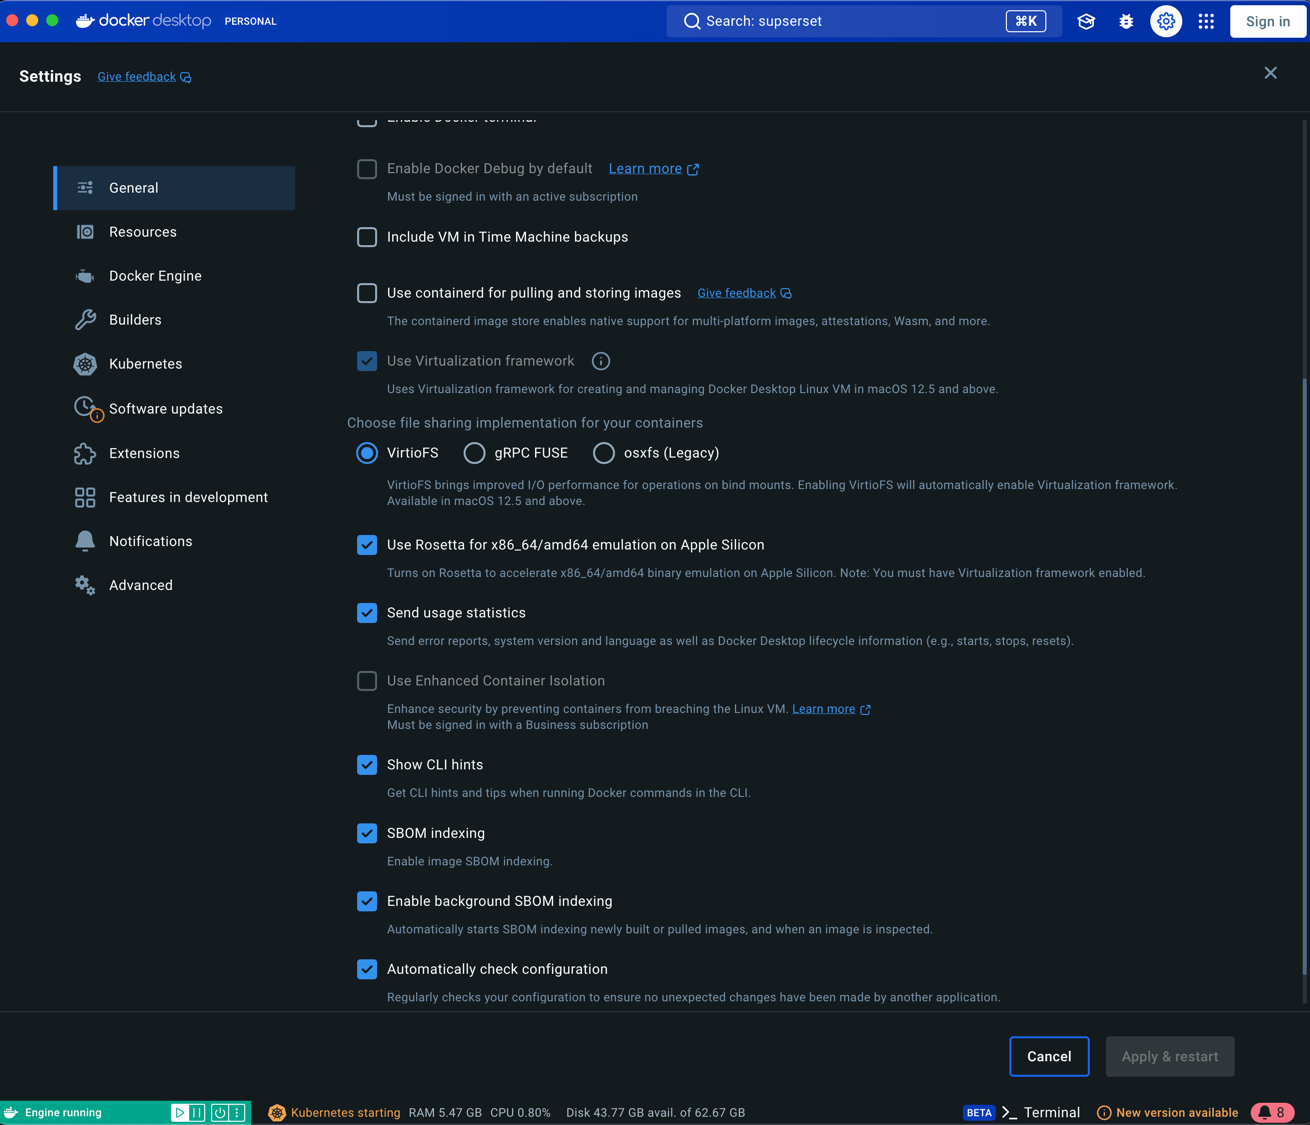 docker desktop PERSONAL
Search: supserset
⌘K
Sign in
Settings
Give feedback
General
Resources
Docker Engine
Builders
Kubernetes
Software updates
Extensions
Features in development
Notifications
Advanced
Enable Docker terminal
Enable Docker Debug by default Learn more
Must be signed in with an active subscription
Include VM in Time Machine backups
Use containerd for pulling and storing images Give feedback
The containerd image store enables native support for multi-platform images, attestations, Wasm, and more.
Use Virtualization framework
Uses Virtualization framework for creating and managing Docker Desktop Linux VM in macOS 12.5 and above.
Choose file sharing implementation for your containers
VirtioFS gRPC FUSE osxfs (Legacy)
VirtioFS brings improved I/O performance for operations on bind mounts. Enabling VirtioFS will automatically enable Virtualization framework.
Available in macOS 12.5 and above.
Use Rosetta for x86_64/amd64 emulation on Apple Silicon
Turns on Rosetta to accelerate x86_64/amd64 binary emulation on Apple Silicon. Note: You must have Virtualization framework enabled.
Send usage statistics
Send error reports, system version and language as well as Docker Desktop lifecycle information (e.g., starts, stops, resets).
Use Enhanced Container Isolation
Enhance security by preventing containers from breaching the Linux VM. Learn more
Must be signed in with a Business subscription
Show CLI hints
Get CLI hints and tips when running Docker commands in the CLI.
SBOM indexing
Enable image SBOM indexing.
Enable background SBOM indexing
Automatically starts SBOM indexing newly built or pulled images, and when an image is inspected.
Automatically check configuration
Regularly checks your configuration to ensure no unexpected changes have been made by another application.
Cancel
Apply & restart
Engine running
Kubernetes starting RAM 5.47 GB CPU 0.80% Disk 43.77 GB avail. of 62.67 GB
BETA >_ Terminal
New version available
8